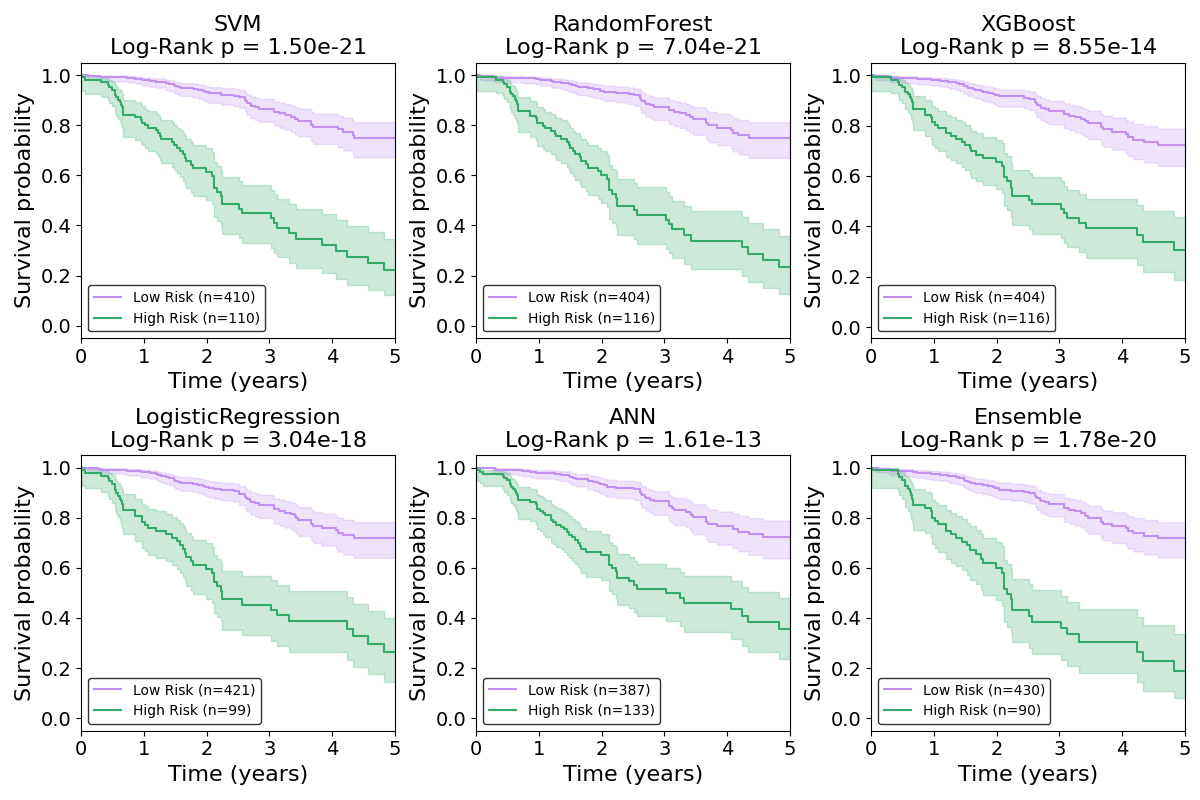 SVM
Log-Rank p = 1.50e-21
Survival probability
1.0
0.8
0.6
0.4
0.2
0.0
Low Risk (n=410)
High Risk (n=110)
0 1 2 3 4 5
Time (years)
RandomForest
Log-Rank p = 7.04e-21
Survival probability
1.0
0.8
0.6
0.4
0.2
0.0
Low Risk (n=404)
High Risk (n=116)
0 1 2 3 4 5
Time (years)
XGBoost
Log-Rank p = 8.55e-14
Survival probability
1.0
0.8
0.6
0.4
0.2
0.0
Low Risk (n=404)
High Risk (n=116)
0 1 2 3 4 5
Time (years)
LogisticRegression
Log-Rank p = 3.04e-18
Survival probability
1.0
0.8
0.6
0.4
0.2
0.0
Low Risk (n=421)
High Risk (n=99)
0 1 2 3 4 5
Time (years)
ANN
Log-Rank p = 1.61e-13
Survival probability
1.0
0.8
0.6
0.4
0.2
0.0
Low Risk (n=387)
High Risk (n=133)
0 1 2 3 4 5
Time (years)
Ensemble
Log-Rank p = 1.78e-20
Survival probability
1.0
0.8
0.6
0.4
0.2
0.0
Low Risk (n=430)
High Risk (n=90)
0 1 2 3 4 5
Time (years)